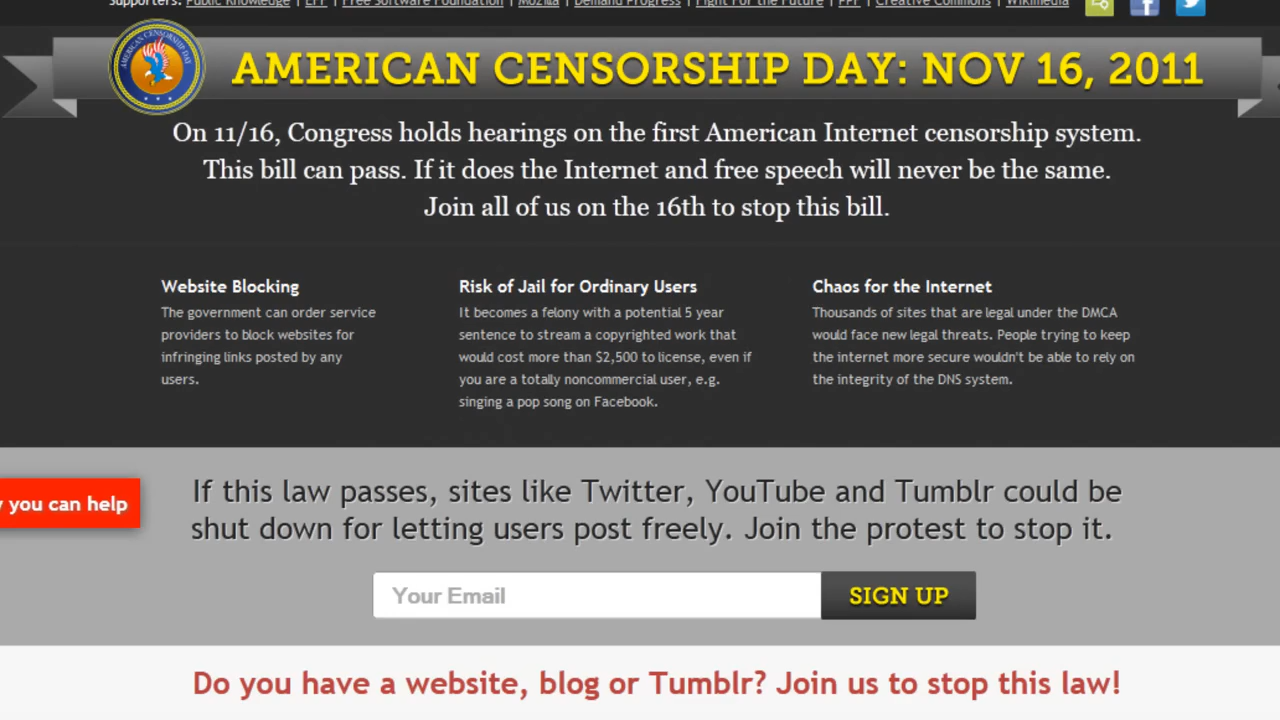 Supporters: Public Knowledge | EFF | Free Software Foundation | Mozilla | Demand Progress | Fight For the Future | PPF | Creative Commons | Wikimedia
AMERICAN CENSORSHIP DAY
AMERICAN CENSORSHIP DAY: NOV 16, 2011
On 11/16, Congress holds hearings on the first American Internet censorship system.
This bill can pass. If it does the Internet and free speech will never be the same.
Join all of us on the 16th to stop this bill.
Website Blocking
The government can order service
providers to block websites for
infringing links posted by any
users.
Risk of Jail for Ordinary Users
It becomes a felony with a potential 5 year
sentence to stream a copyrighted work that
would cost more than $2,500 to license, even if
you are a totally noncommercial user, e.g.
singing a pop song on Facebook.
Chaos for the Internet
Thousands of sites that are legal under the DMCA
would face new legal threats. People trying to keep
the internet more secure wouldn't be able to rely on
the integrity of the DNS system.
you can help
If this law passes, sites like Twitter, YouTube and Tumblr could be
shut down for letting users post freely. Join the protest to stop it.
Your Email
SIGN UP
Do you have a website, blog or Tumblr? Join us to stop this law!